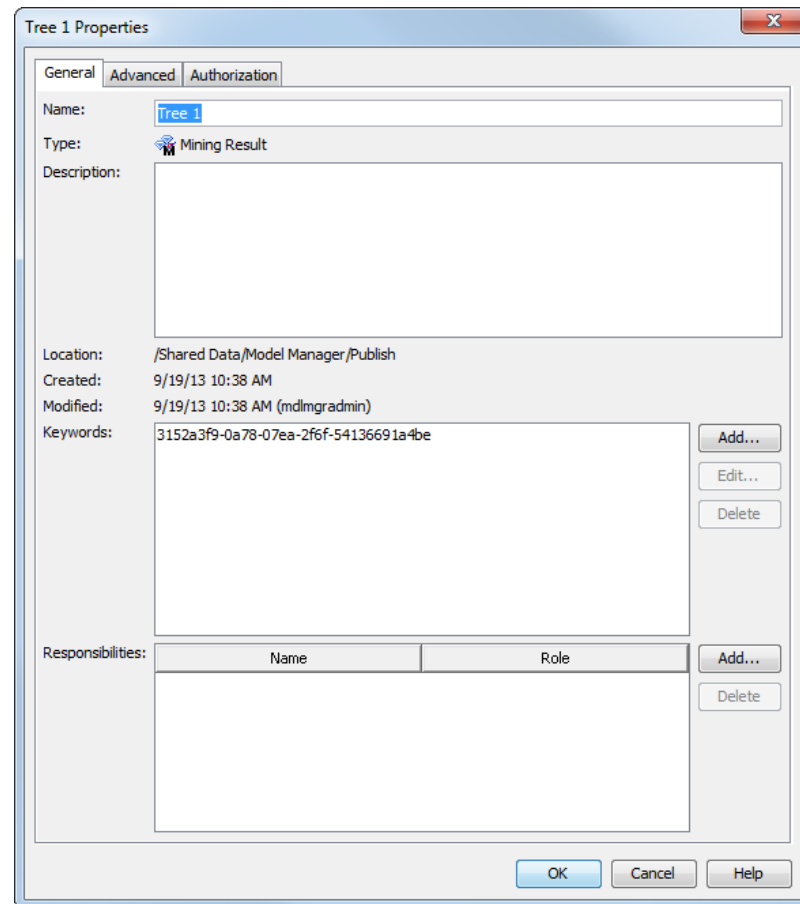 Tree 1 Properties
General Advanced Authorization
Name: Tree 1
Type: Mining Result
Description:
Location: /Shared Data/Model Manager/Publish
Created: 9/19/13 10:38 AM
Modified: 9/19/13 10:38 AM (mdlmgradmin)
Keywords: 3152a3f9-0a78-07ea-2f6f-54136691a4be
Add...
Edit...
Delete
Responsibilities: Name Role Add...
Delete
OK Cancel Help